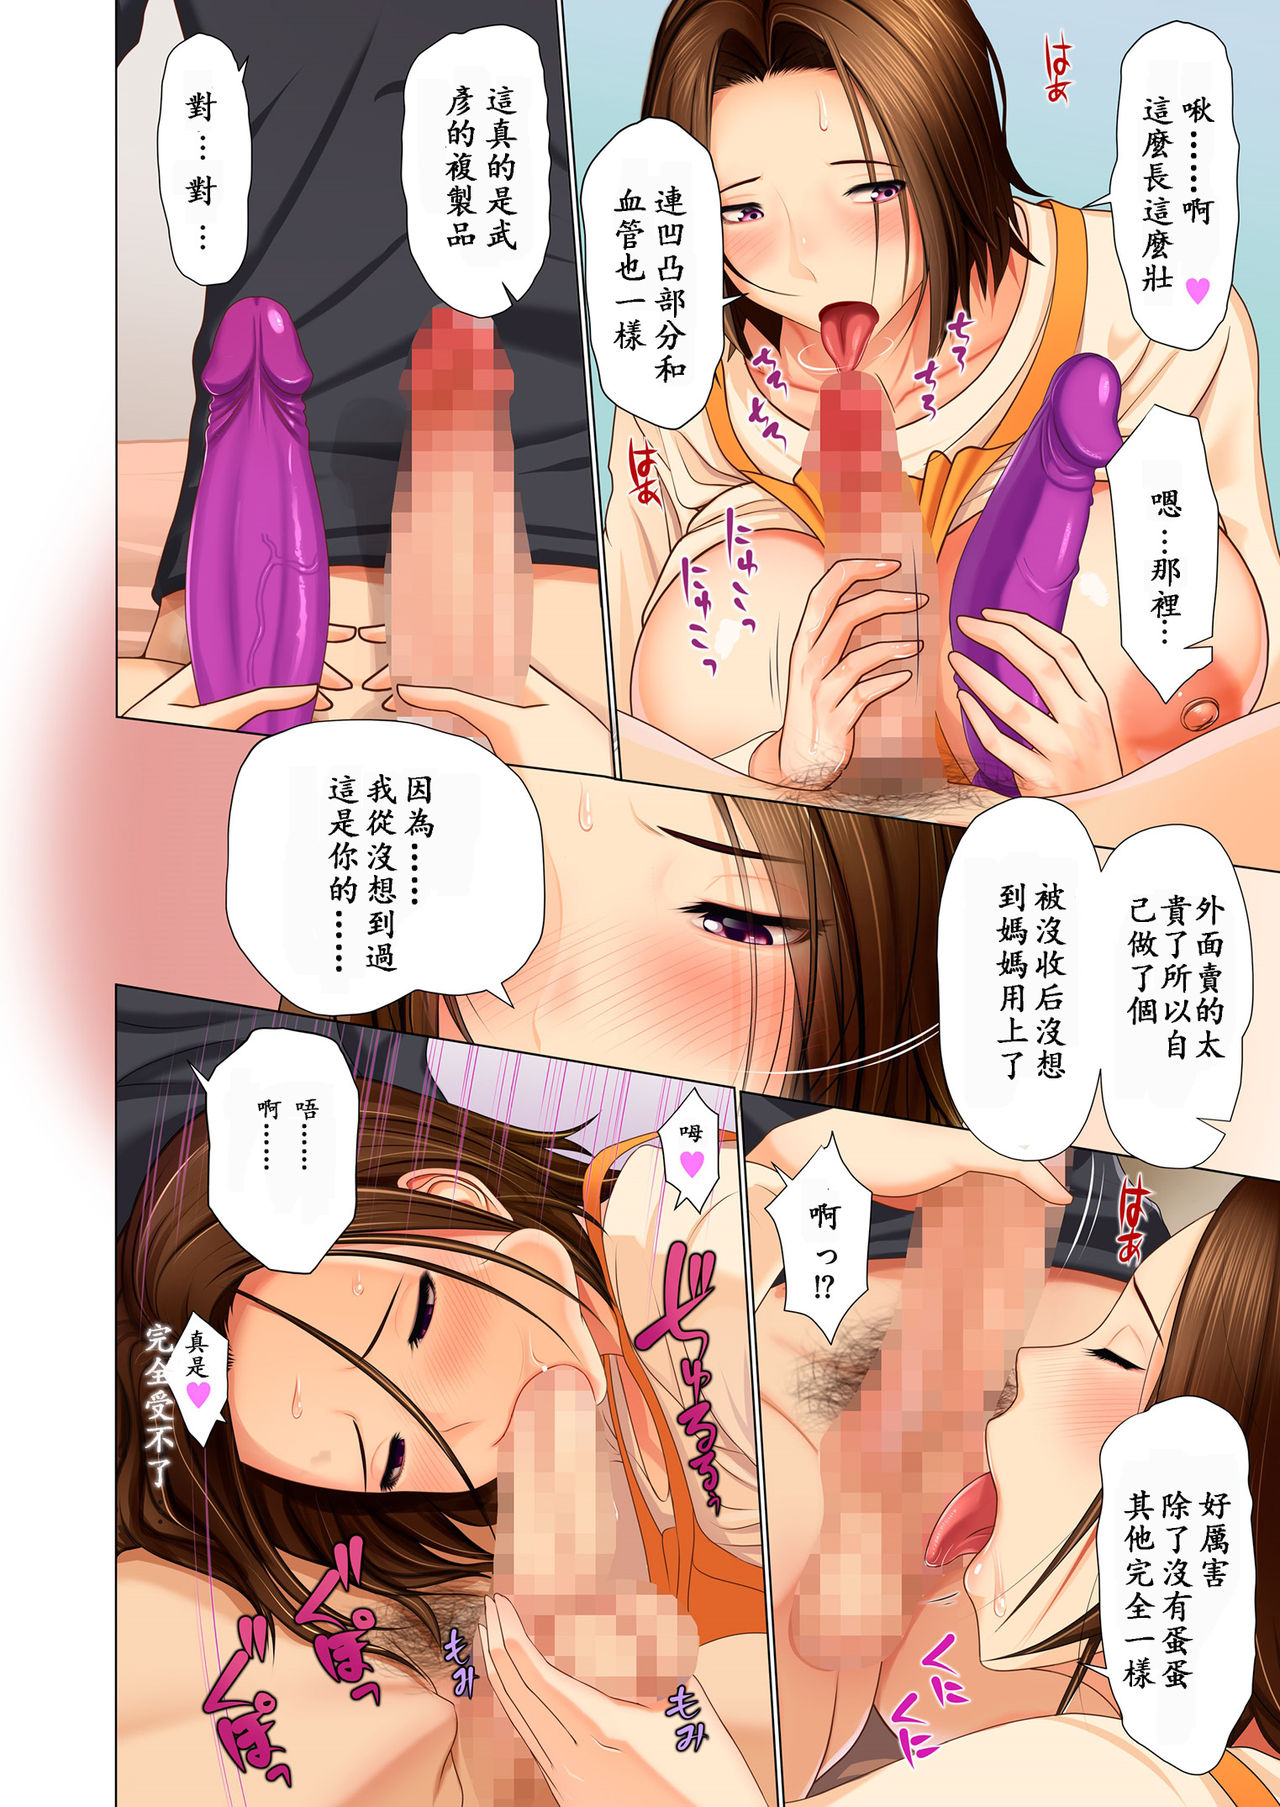 啾……啊
這麼長這麼壯♥
はぁ
連凹凸部分和
血管也一樣
ちろ
ちろ
ちろ
ちろ
はぁ
にゅこっ
にゅこっ
嗯…那裡…
這真的是武
彥的複製品
對…對…
外面賣的太
貴了所以自
己做了個
被沒收后沒想
到媽媽用上了
因為……
我從沒想到過
這是你的……
はぁ
啊っ!?
好厲害
除了沒有蛋蛋
其他完全一樣
くに
くに
唔……
啊……
嗯♥
真是♥
完全受不了
じゅるるるぅ
ぐぽっ
ぐぽっ
もみ
もみ